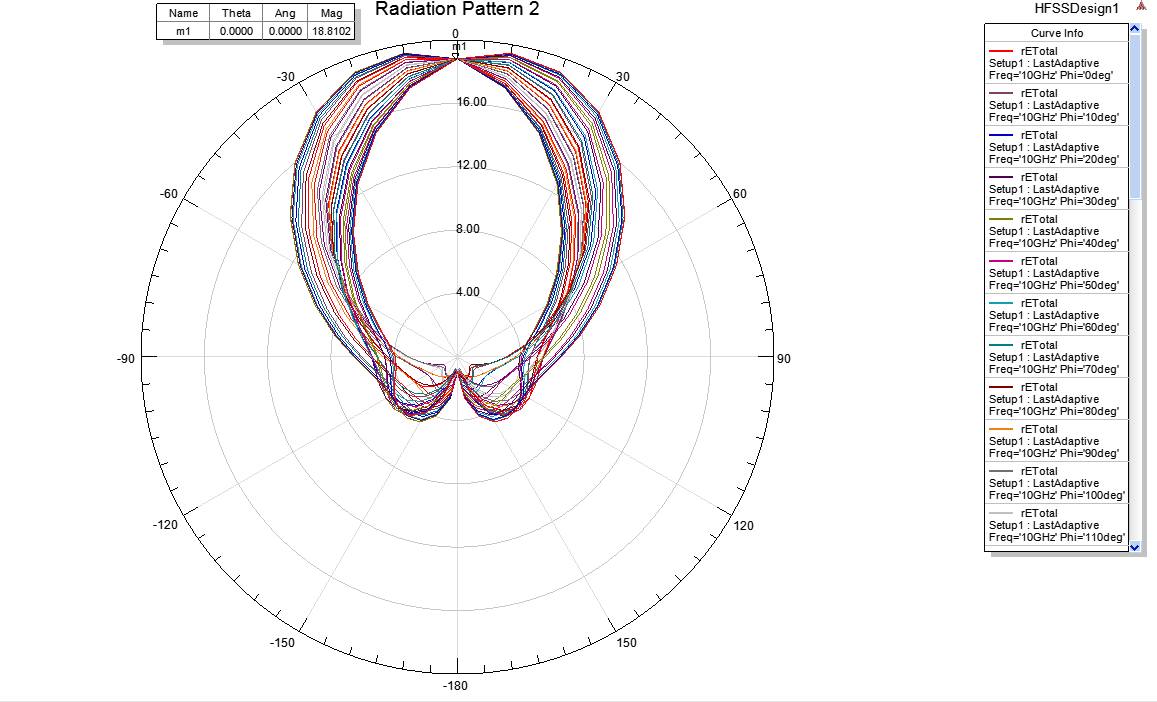 Radiation Pattern 2
HFSSDesign1
Name Theta Ang Mag
m1 0.0000 0.0000 18.8102
0
m1
-30
30
16.00
-60
60
12.00
8.00
4.00
-90
90
-120
120
-150
150
-180
Curve Info
rETotal
Setup1 : LastAdaptive
Freq='10GHz' Phi='0deg'
rETotal
Setup1 : LastAdaptive
Freq='10GHz' Phi='10deg'
rETotal
Setup1 : LastAdaptive
Freq='10GHz' Phi='20deg'
rETotal
Setup1 : LastAdaptive
Freq='10GHz' Phi='30deg'
rETotal
Setup1 : LastAdaptive
Freq='10GHz' Phi='40deg'
rETotal
Setup1 : LastAdaptive
Freq='10GHz' Phi='50deg'
rETotal
Setup1 : LastAdaptive
Freq='10GHz' Phi='60deg'
rETotal
Setup1 : LastAdaptive
Freq='10GHz' Phi='70deg'
rETotal
Setup1 : LastAdaptive
Freq='10GHz' Phi='80deg'
rETotal
Setup1 : LastAdaptive
Freq='10GHz' Phi='90deg'
rETotal
Setup1 : LastAdaptive
Freq='10GHz' Phi='100deg'
rETotal
Setup1 : LastAdaptive
Freq='10GHz' Phi='110deg'